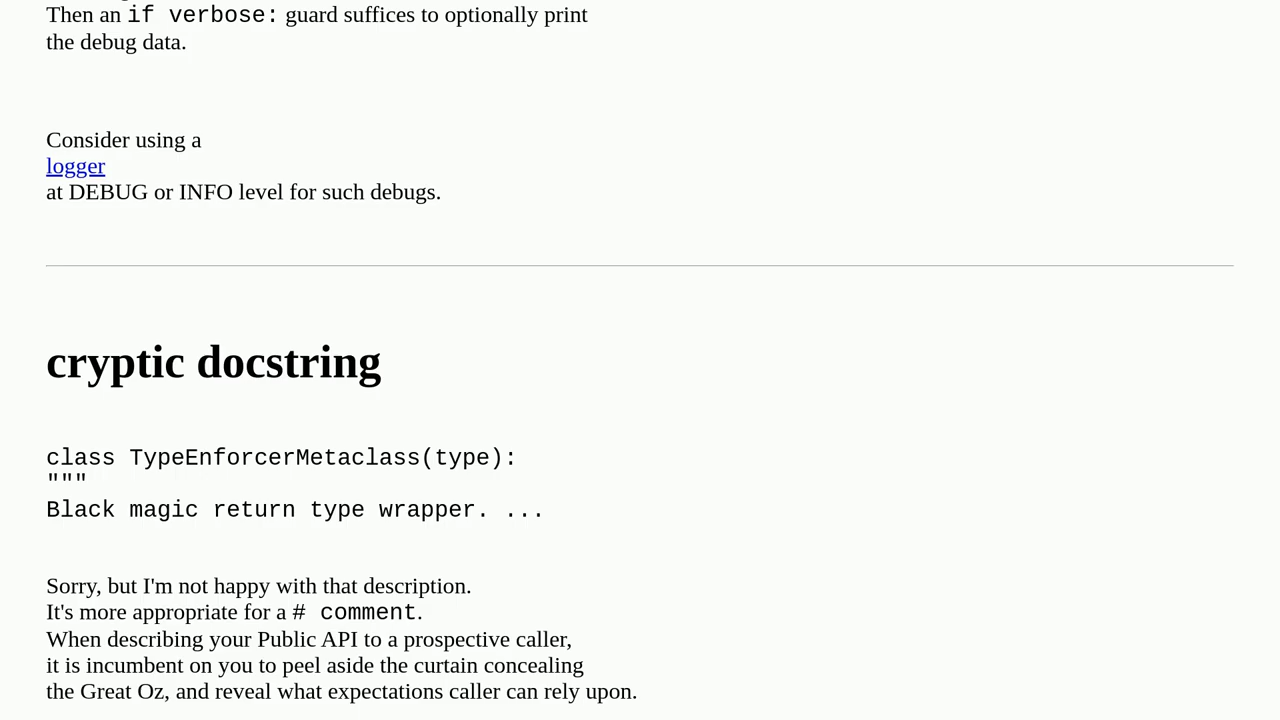 Then an if verbose: guard suffices to optionally print
the debug data.
Consider using a
logger
at DEBUG or INFO level for such debugs.
cryptic docstring
class TypeEnforcerMetaclass(type):
"""
Black magic return type wrapper. ...
Sorry, but I'm not happy with that description.
It's more appropriate for a # comment.
When describing your Public API to a prospective caller,
it is incumbent on you to peel aside the curtain concealing
the Great Oz, and reveal what expectations caller can rely upon.